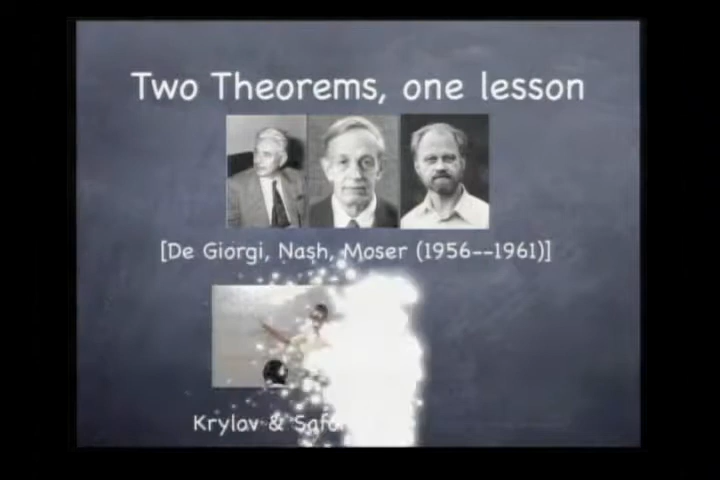 Two Theorems, one lesson
[De Giorgi, Nash, Moser (1956--1961)]
Krylov &